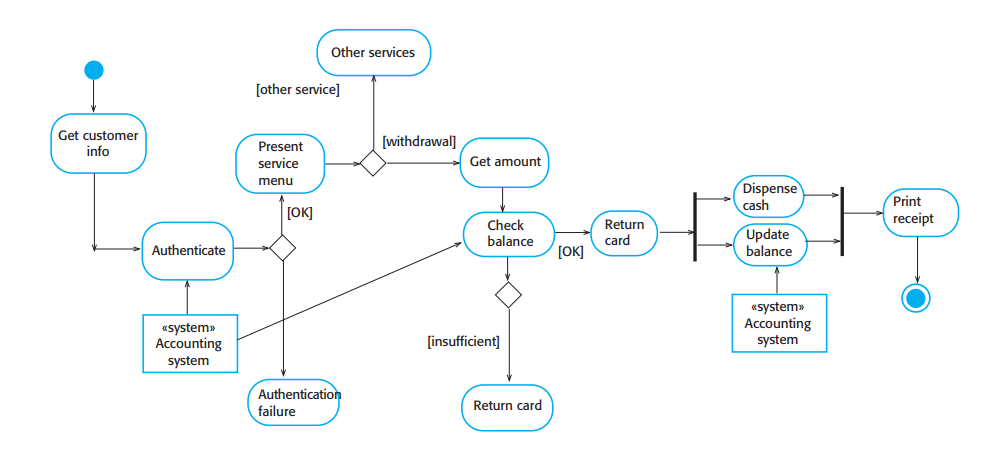 Other services
[other service]
Get customer
info
Present
service
menu
[withdrawal]
Get amount
[OK]
Authenticate
Check
balance
[OK]
Return
card
Dispense
cash
Update
balance
Print
receipt
«system»
Accounting
system
«system»
Accounting
system
[insufficient]
Authentication
failure
Return card